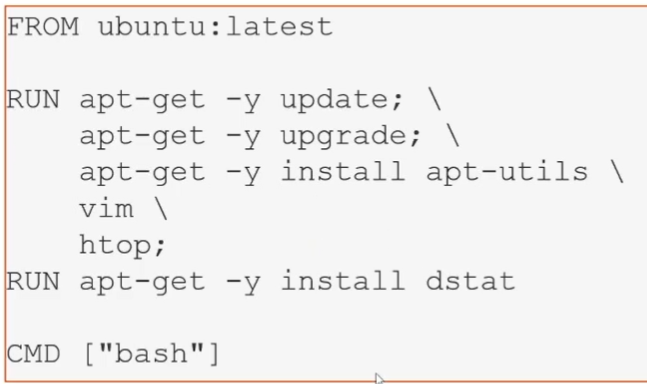 FROM ubuntu:latest
RUN apt-get -y update; \
apt-get -y upgrade; \
apt-get -y install apt-utils \
vim \
htop;
RUN apt-get -y install dstat
CMD ["bash"]